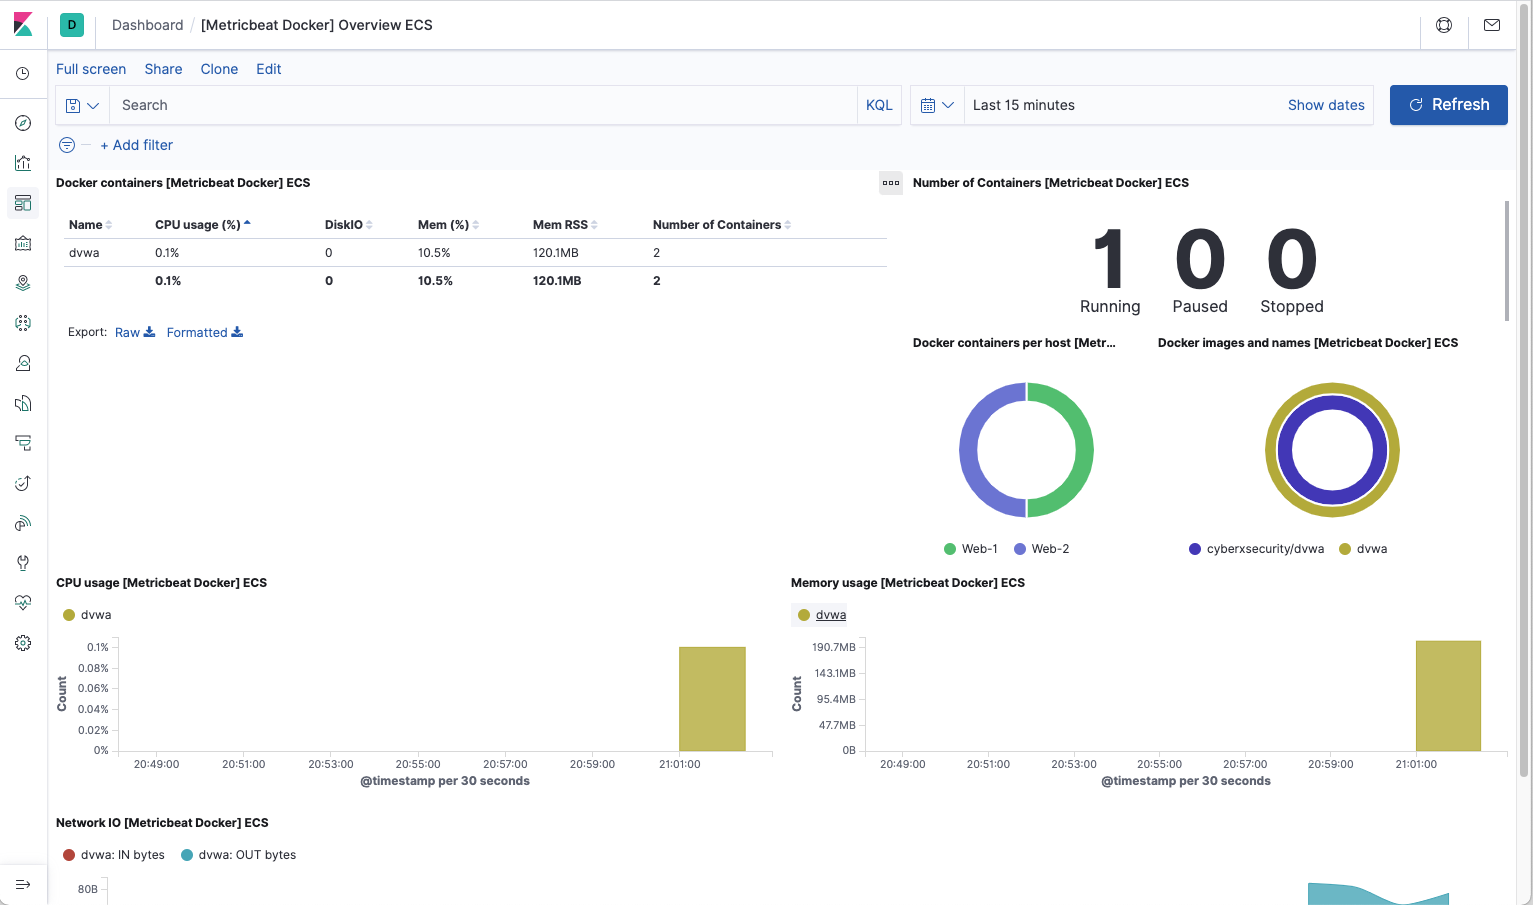 D Dashboard / [Metricbeat Docker] Overview ECS
Full screen Share Clone Edit
Search KQL Last 15 minutes Show dates Refresh
+ Add filter
Docker containers [Metricbeat Docker] ECS
Name CPU usage (%) DiskIO Mem (%) Mem RSS Number of Containers
dvwa 0.1% 0 10.5% 120.1MB 2
0.1% 0 10.5% 120.1MB 2
Export: Raw Formatted
Number of Containers [Metricbeat Docker] ECS
1 0 0
Running Paused Stopped
Docker containers per host [Metr...
Web-1 Web-2
Docker images and names [Metricbeat Docker] ECS
cyberxsecurity/dvwa dvwa
CPU usage [Metricbeat Docker] ECS
dvwa
Count
0.1%
0.08%
0.06%
0.04%
0.02%
0%
20:49:00 20:51:00 20:53:00 20:55:00 20:57:00 20:59:00 21:01:00
@timestamp per 30 seconds
Memory usage [Metricbeat Docker] ECS
dvwa
Count
190.7MB
143.1MB
95.4MB
47.7MB
0B
20:49:00 20:51:00 20:53:00 20:55:00 20:57:00 20:59:00 21:01:00
@timestamp per 30 seconds
Network IO [Metricbeat Docker] ECS
dvwa: IN bytes dvwa: OUT bytes
80B